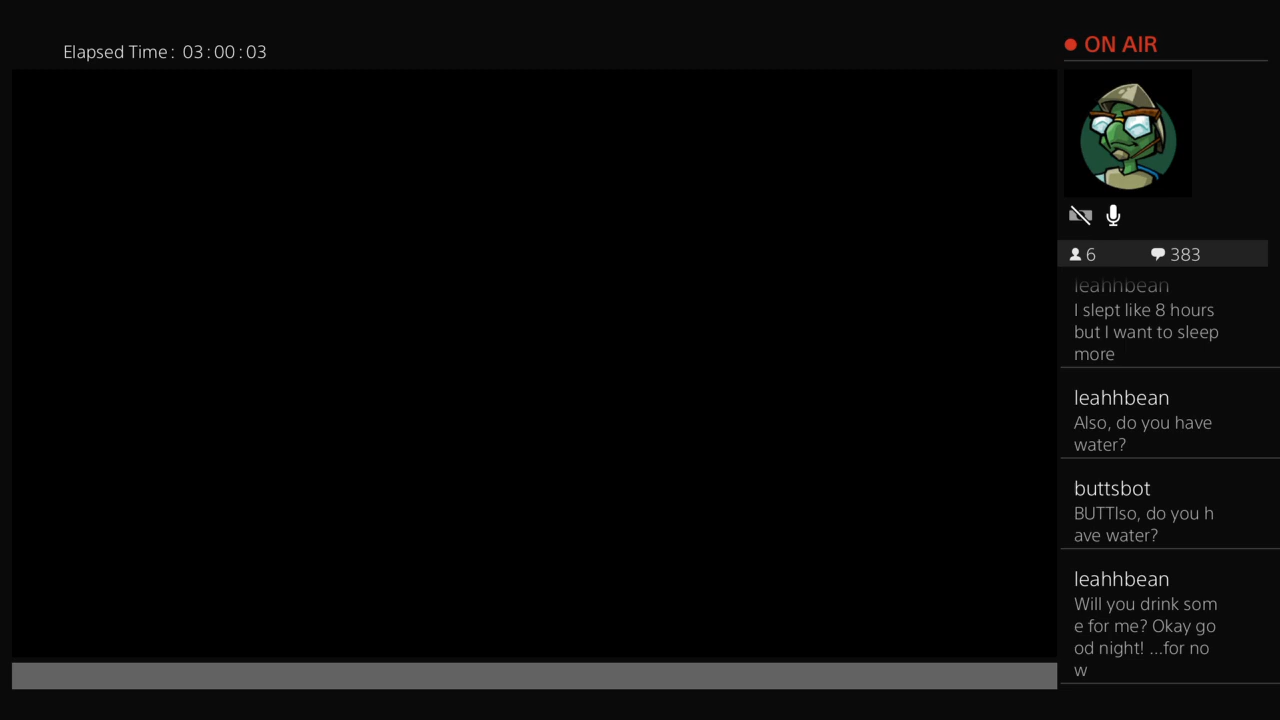 Elapsed Time: 03:00:03
ON AIR
6
383
leahhbean
I slept like 8 hours
but I want to sleep
more
leahhbean
Also, do you have
water?
buttsbot
BUTTlso, do you h
ave water?
leahhbean
Will you drink som
e for me? Okay go
od night! ...for no
w